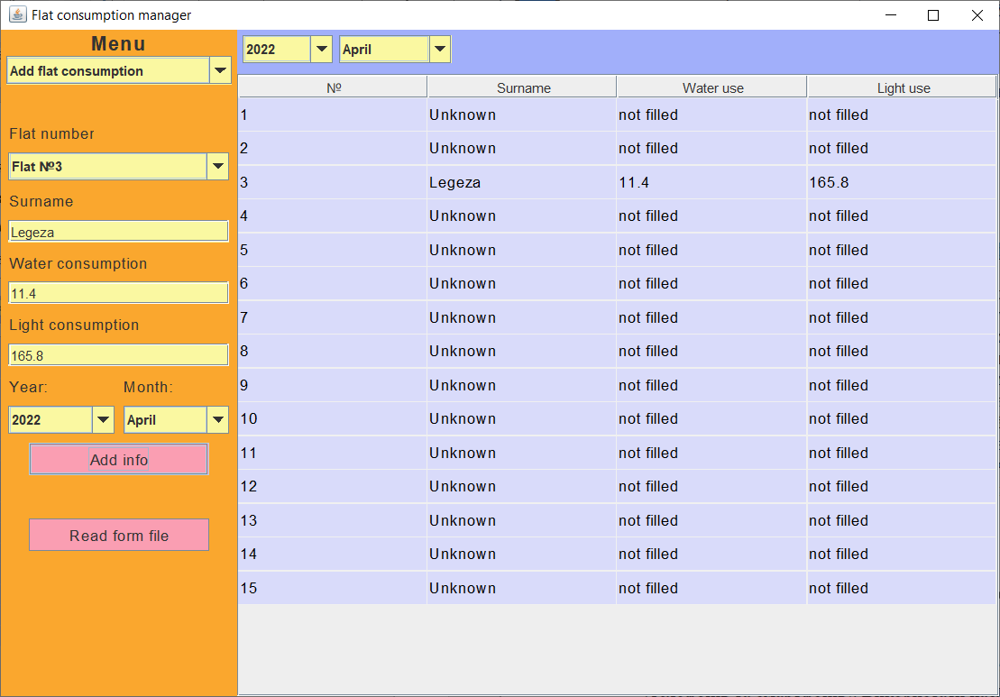 Flat consumption manager
Menu
Add flat consumption
Flat number
Flat №3
Surname
Legeza
Water consumption
11.4
Light consumption
165.8
Year: Month:
2022 April
Add info
Read form file
2022 April
№ Surname Water use Light use
1 Unknown not filled not filled
2 Unknown not filled not filled
3 Legeza 11.4 165.8
4 Unknown not filled not filled
5 Unknown not filled not filled
6 Unknown not filled not filled
7 Unknown not filled not filled
8 Unknown not filled not filled
9 Unknown not filled not filled
10 Unknown not filled not filled
11 Unknown not filled not filled
12 Unknown not filled not filled
13 Unknown not filled not filled
14 Unknown not filled not filled
15 Unknown not filled not filled